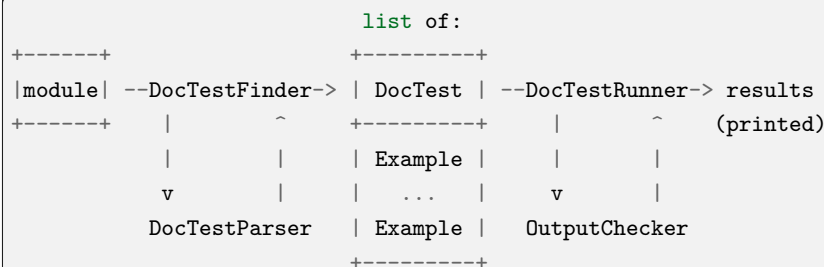 list of:
+------+                   +---------+
|module| --DocTestFinder-> | DocTest | --DocTestRunner-> results
+------+    |        ^     +---------+     |       ^    (printed)
            |        |     | Example |     |       |
            v        |     |   ...   |     v       |
           DocTestParser   | Example |   OutputChecker
                           +---------+